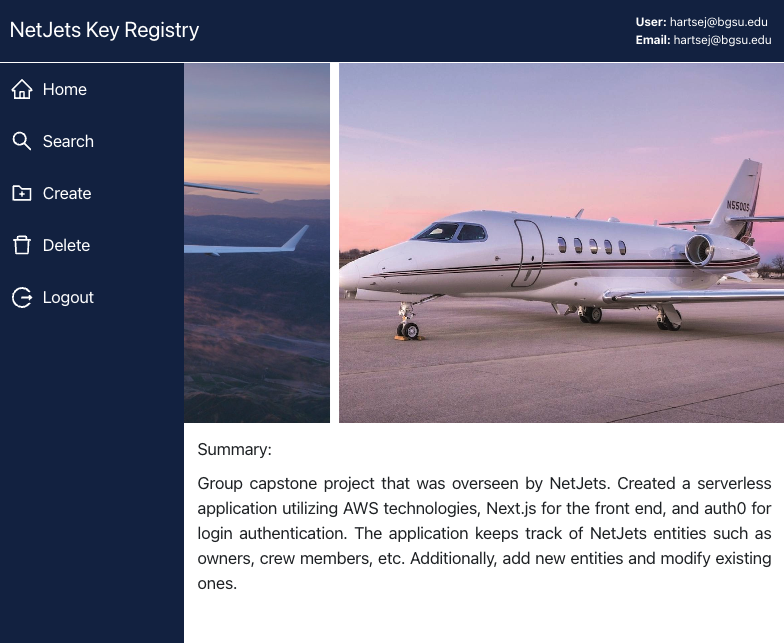 NetJets Key Registry
User: hartsej@bgsu.edu
Email: hartsej@bgsu.edu
Home
Search
Create
Delete
Logout
N550QS
Summary:
Group capstone project that was overseen by NetJets. Created a serverless
application utilizing AWS technologies, Next.js for the front end, and auth0 for
login authentication. The application keeps track of NetJets entities such as
owners, crew members, etc. Additionally, add new entities and modify existing
ones.